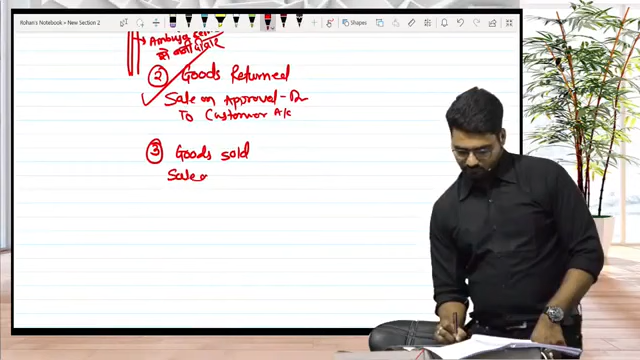 Rohan's Notebook > New Section 2
Shapes
Ambuja
② Goods Returned
Sale on Approval - Dr
To Customer A/c
③ Goods sold
Sale